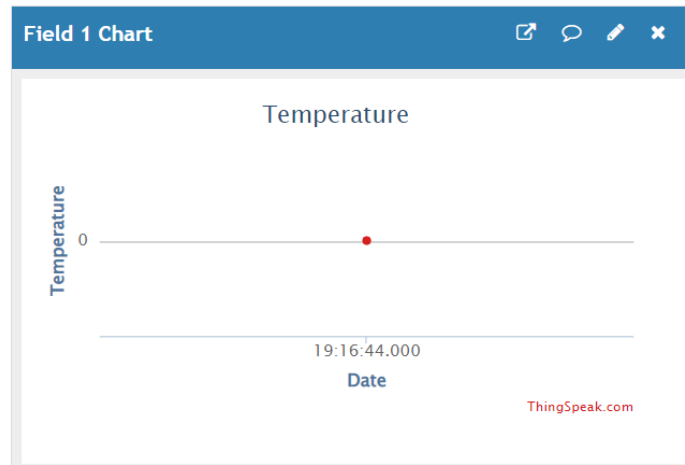 Field 1 Chart
Temperature
Temperature
0
19:16:44.000
Date
ThingSpeak.com